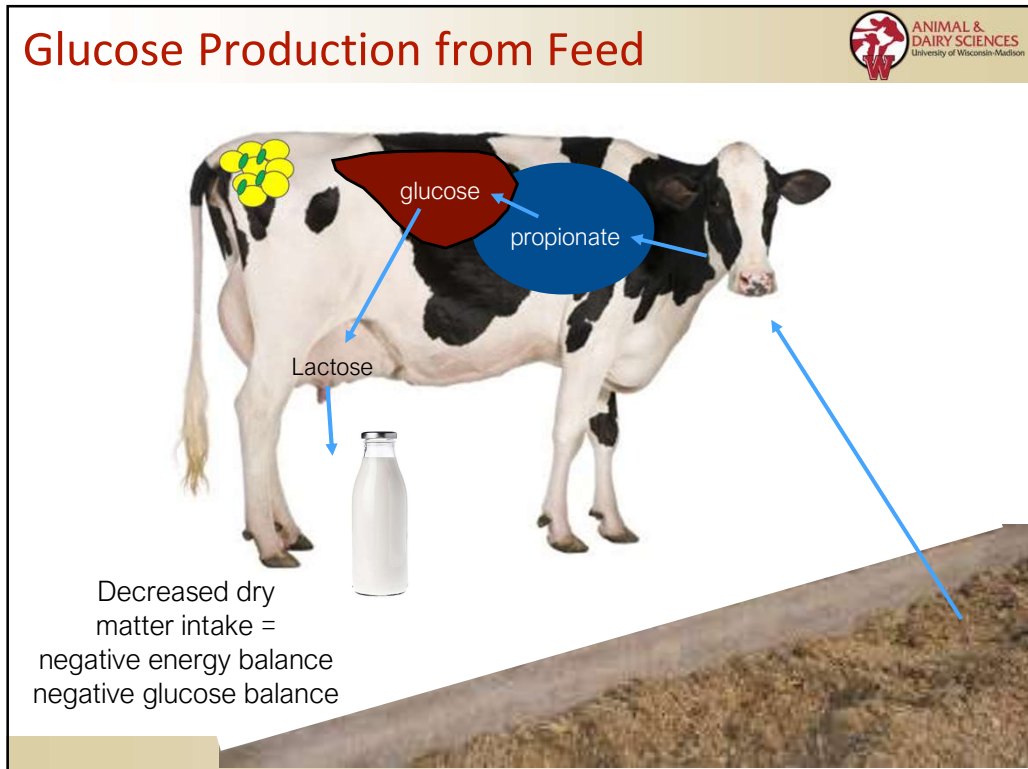 Glucose Production from Feed
ANIMAL &
DAIRY SCIENCES
University of Wisconsin-Madison
glucose
propionate
Lactose
Decreased dry
matter intake =
negative energy balance
negative glucose balance